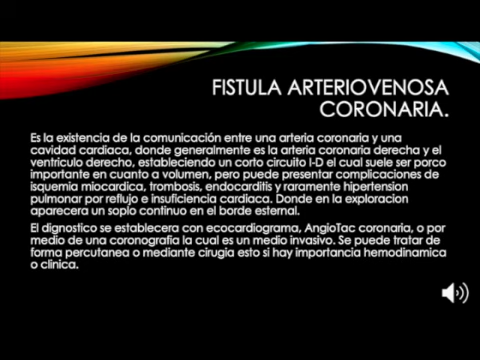 FISTULA ARTERIOVENOSA
CORONARIA.
Es la existencia de la comunicación entre una arteria coronaria y una
cavidad cardiaca, donde generalmente es la arteria coronaria derecha y el
ventriculo derecho, estableciendo un corto circuito I-D el cual suele ser porco
importante en cuanto a volumen, pero puede presentar complicaciones de
isquemia miocardica, trombosis, endocarditis y raramente hipertension
pulmonar por reflujo e insuficiencia cardiaca. Donde en la exploracion
aparecera un soplo continuo en el borde esternal.
El dignostico se establecera con ecocardiograma, AngioTac coronaria, o por
medio de una coronografia la cual es un medio invasivo. Se puede tratar de
forma percutanea o mediante cirugia esto si hay importancia hemodinamica
o clinica.